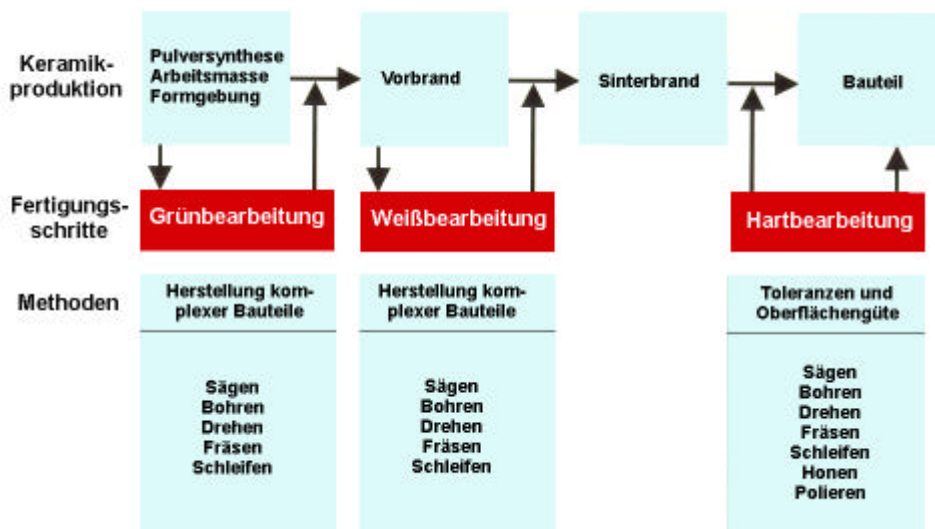 Keramik-
produktion
Pulversynthese
Arbeitsmasse
Formgebung
Vorbrand
Sinterbrand
Bauteil
Fertigungs-
schritte
Grünbearbeitung
Weißbearbeitung
Hartbearbeitung
Methoden
Herstellung kom-
plexer Bauteile
Sägen
Bohren
Drehen
Fräsen
Schleifen
Herstellung kom-
plexer Bauteile
Sägen
Bohren
Drehen
Fräsen
Schleifen
Toleranzen und
Oberflächengüte
Sägen
Bohren
Drehen
Fräsen
Schleifen
Honen
Polieren